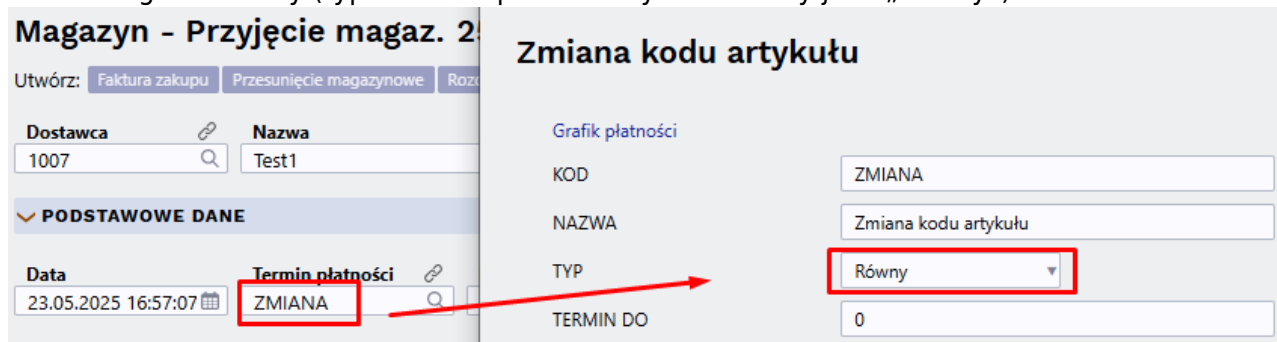 Magazyn - Przyjęcie magaz. 2
Utwórz: Faktura zakupu Przesunięcie magazynowe
Dostawca Nazwa
1007 Test1
PODSTAWOWE DANE
Data Termin płatności
23.05.2025 16:57:07 ZMIANA
Zmiana kodu artykułu
Grafik płatności
KOD ZMIANA
NAZWA Zmiana kodu artykułu
TYP Równy
TERMIN DO 0